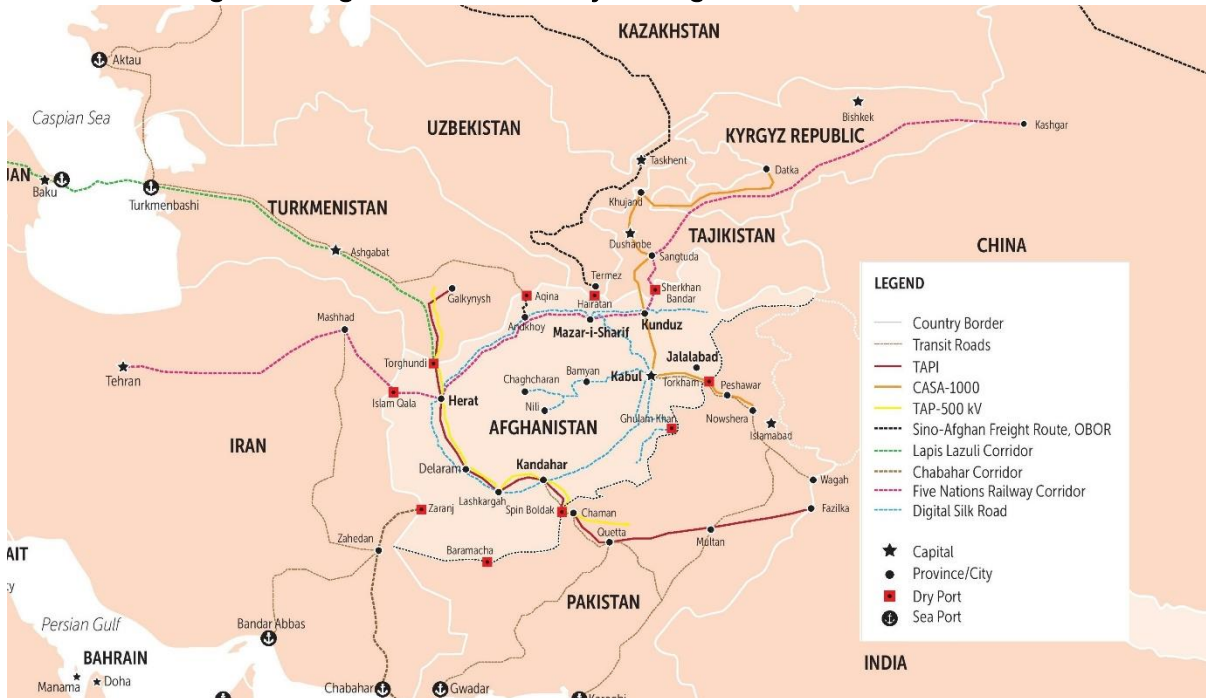 KAZAKHSTAN
Aktau
Caspian Sea
Bishkek
UZBEKISTAN
KYRGYZ REPUBLIC
Kashgar
Taskhent
Datka
Baku
Turkmenbashi
Khujand
TURKMENISTAN
TAJIKISTAN
Dushanbe
Ashgabat
Sangtuda
CHINA
Termez
Galkynysh
Aqina
Hairatan
Sherkhan
Bandar
Mashhad
Andkhoy
Mazar-i-Sharif
Kunduz
Torghundi
Jalalabad
Tehran
Chaghcharan
Bamyan
Kabul
Torkham
Peshawar
Islam Qala
Herat
Nili
Ghulam Khan
Nowshera
Islamabad
IRAN
AFGHANISTAN
Delaram
Kandahar
Wagah
Lashkargah
Zaranj
Spin Boldak
Chaman
Fazilka
Zahedan
Baramacha
Quetta
Multan
PAKISTAN
Persian Gulf
Bandar Abbas
BAHRAIN
Manama
Doha
Chabahar
Gwadar
INDIA
LEGEND
Country Border
Transit Roads
TAPI
CASA-1000
TAP-500 kV
Sino-Afghan Freight Route, OBOR
Lapis Lazuli Corridor
Chabahar Corridor
Five Nations Railway Corridor
Digital Silk Road
Capital
Province/City
Dry Port
Sea Port